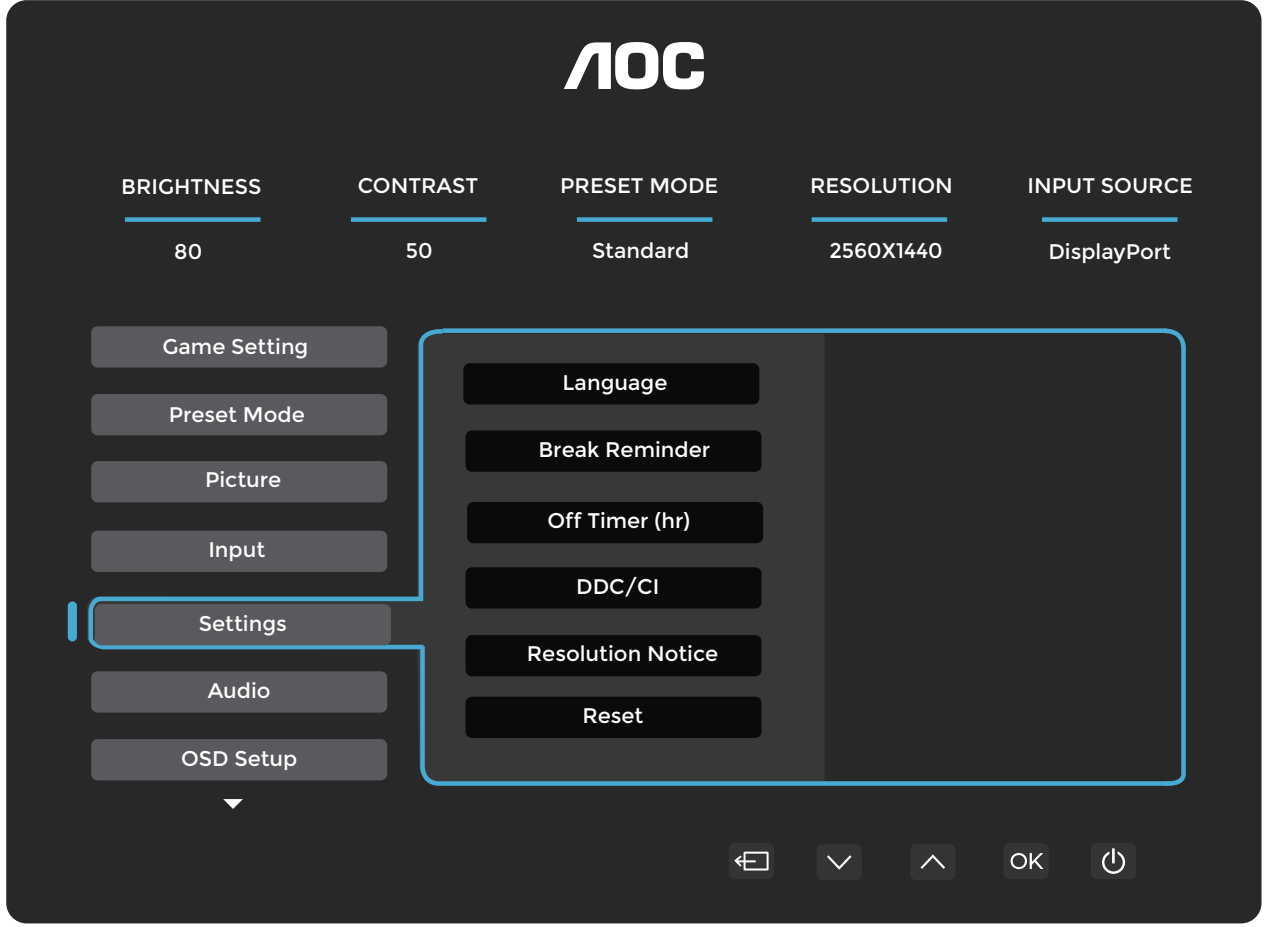 AOC
BRIGHTNESS
CONTRAST
PRESET MODE
RESOLUTION
INPUT SOURCE
80
50
Standard
2560X1440
DisplayPort
Game Setting
Preset Mode
Picture
Input
Settings
Audio
OSD Setup
Language
Break Reminder
Off Timer (hr)
DDC/CI
Resolution Notice
Reset
OK